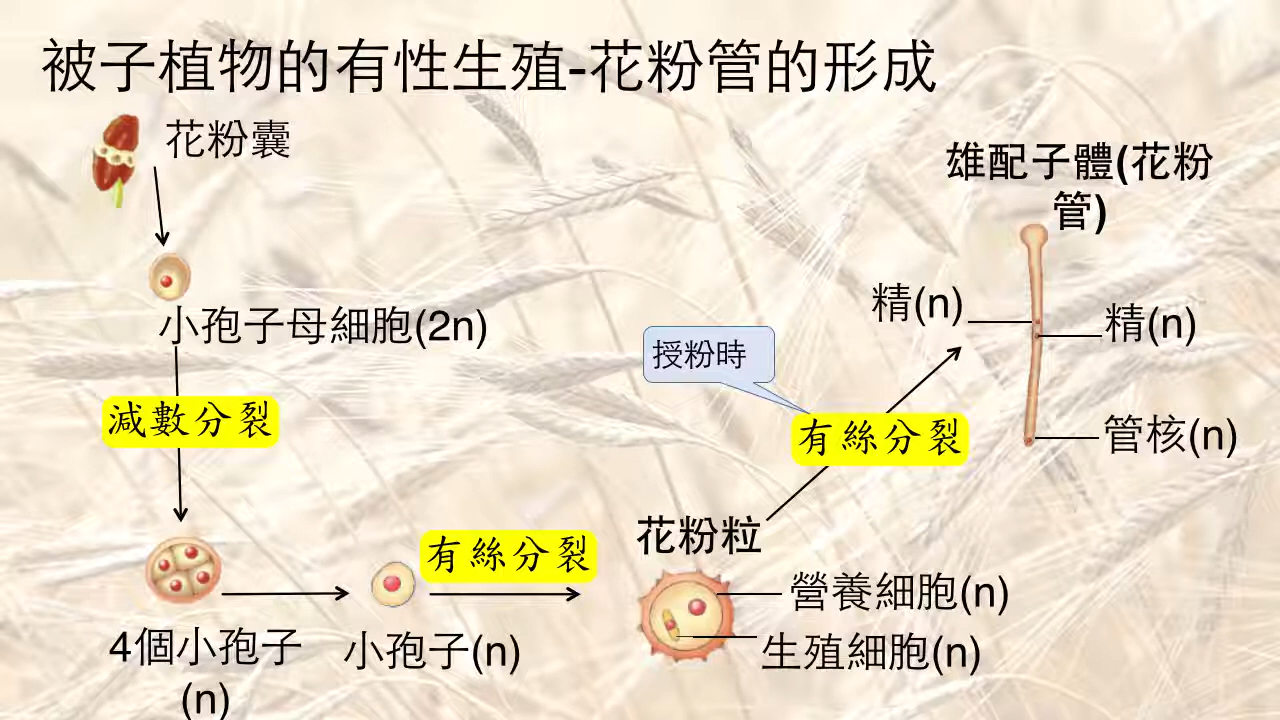 被子植物的有性生殖-花粉管的形成
花粉囊
小孢子母細胞(2n)
減數分裂
4個小孢子
(n)
小孢子(n)
有絲分裂
花粉粒
營養細胞(n)
生殖細胞(n)
授粉時
有絲分裂
雄配子體(花粉
管)
精(n)
精(n)
管核(n)